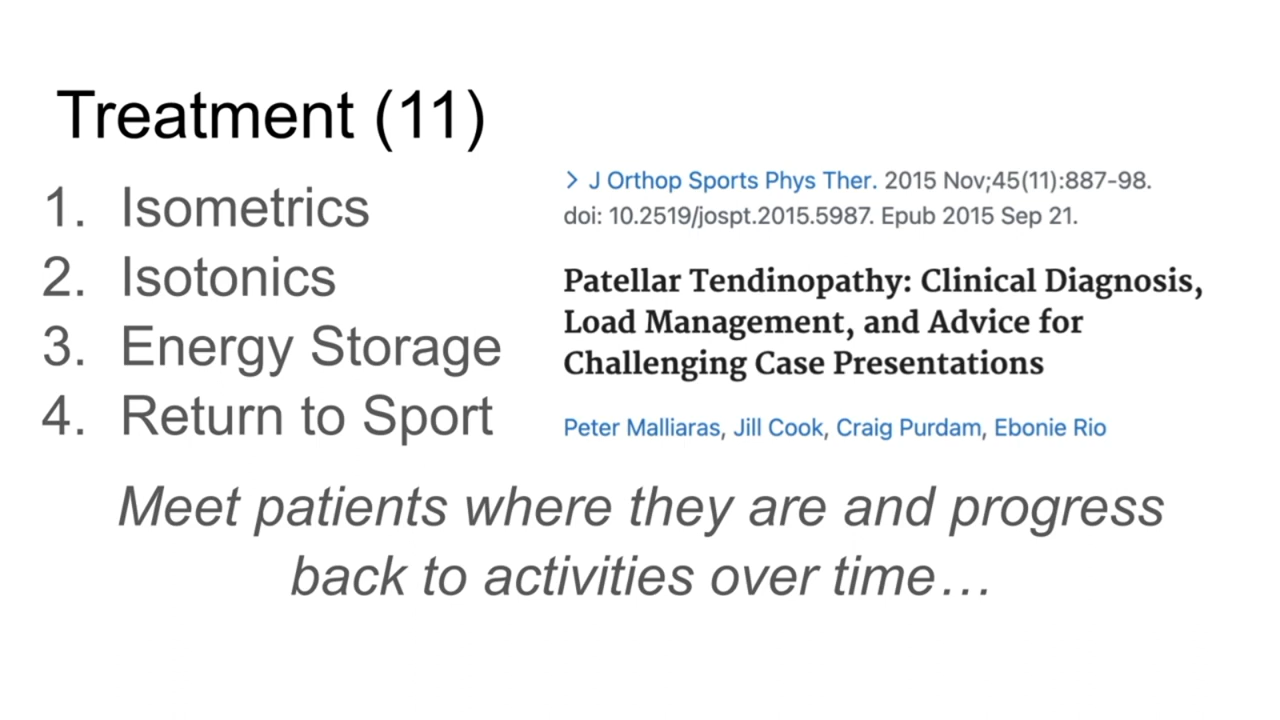 Treatment (11)
1. Isometrics
2. Isotonics
3. Energy Storage
4. Return to Sport
> J Orthop Sports Phys Ther. 2015 Nov;45(11):887-98.
doi: 10.2519/jospt.2015.5987. Epub 2015 Sep 21.
Patellar Tendinopathy: Clinical Diagnosis,
Load Management, and Advice for
Challenging Case Presentations
Peter Malliaras, Jill Cook, Craig Purdam, Ebonie Rio
Meet patients where they are and progress
back to activities over time…